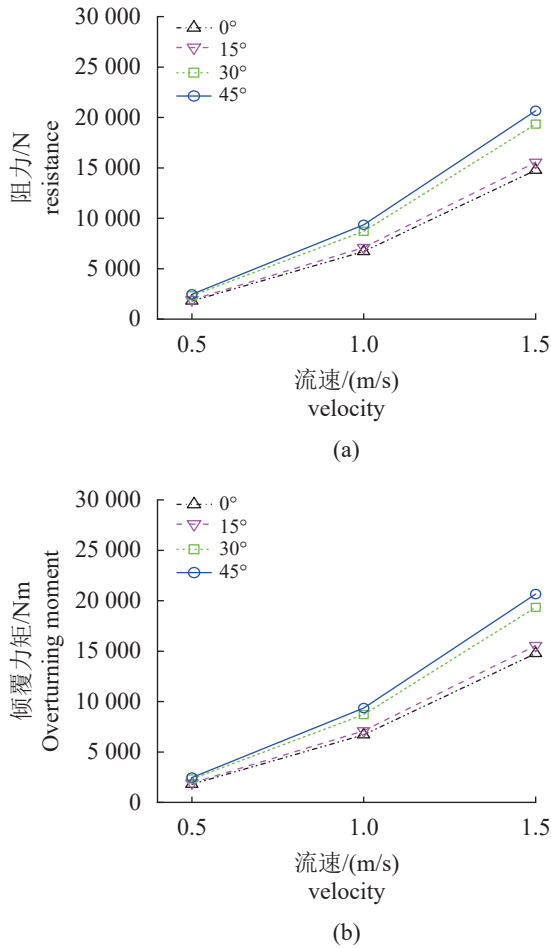 30 000
25 000
20 000
15 000
10 000
5 000
0
0°
15°
30°
45°
阻力/N
resistance
0.5
1.0
1.5
流速/(m/s)
velocity
(a)
30 000
25 000
20 000
15 000
10 000
5 000
0
0°
15°
30°
45°
倾覆力矩/Nm
Overturning moment
0.5
1.0
1.5
流速/(m/s)
velocity
(b)